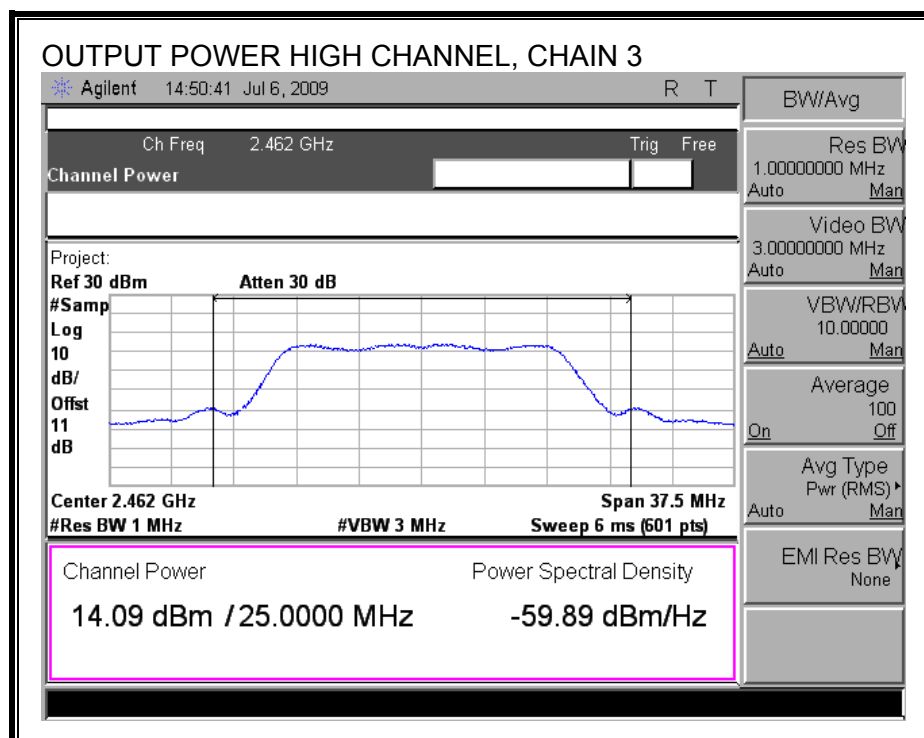 OUTPUT POWER HIGH CHANNEL, CHAIN 3
Agilent 14:50:41 Jul 6, 2009 R T
Ch Freq 2.462 GHz Trig Free
Channel Power
Project:
Ref 30 dBm Atten 30 dB
#Samp
Log
10
dB/
Offst
11
dB
Center 2.462 GHz Span 37.5 MHz
#Res BW 1 MHz #VBW 3 MHz Sweep 6 ms (601 pts)
Channel Power Power Spectral Density
14.09 dBm / 25.0000 MHz -59.89 dBm/Hz
BW/Avg
Res BW
1.00000000 MHz
Auto Man
Video BW
3.00000000 MHz
Auto Man
VBW/RBW
10.00000
Auto Man
Average
100
On Off
Avg Type
Pwr (RMS)
Auto Man
EMI Res BW
None